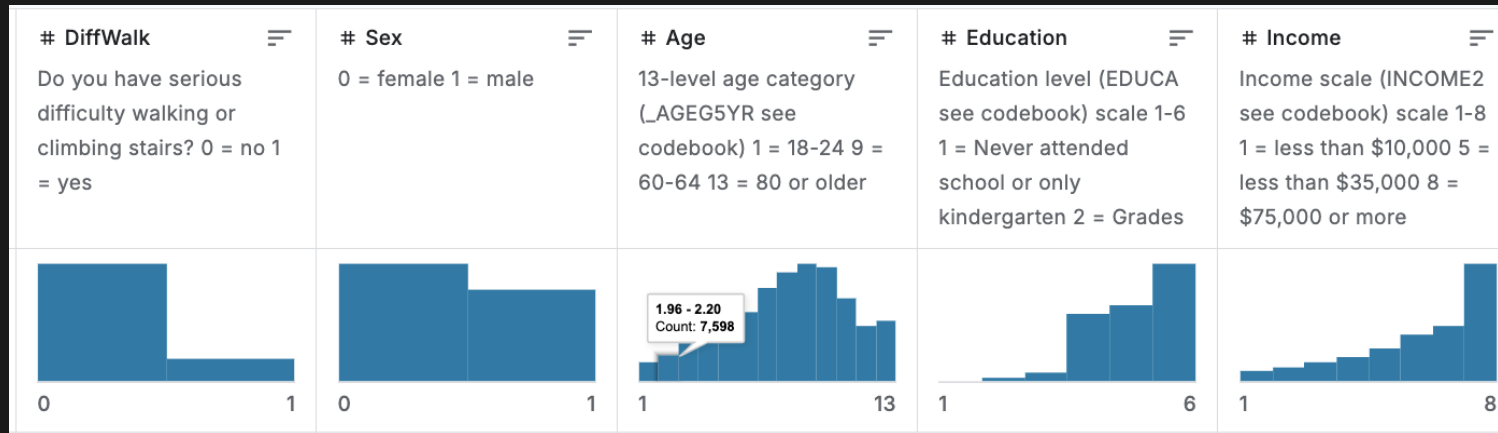 # DiffWalk
Do you have serious
difficulty walking or
climbing stairs? 0 = no 1
= yes
0
1
# Sex
0 = female 1 = male
0
1
# Age
13-level age category
(_AGEG5YR see
codebook) 1 = 18-24 9 =
60-64 13 = 80 or older
1.96 - 2.20
Count: 7,598
1
13
# Education
Education level (EDUCA
see codebook) scale 1-6
1 = Never attended
school or only
kindergarten 2 = Grades
1
6
# Income
Income scale (INCOME2
see codebook) scale 1-8
1 = less than $10,000 5 =
less than $35,000 8 =
$75,000 or more
1
8